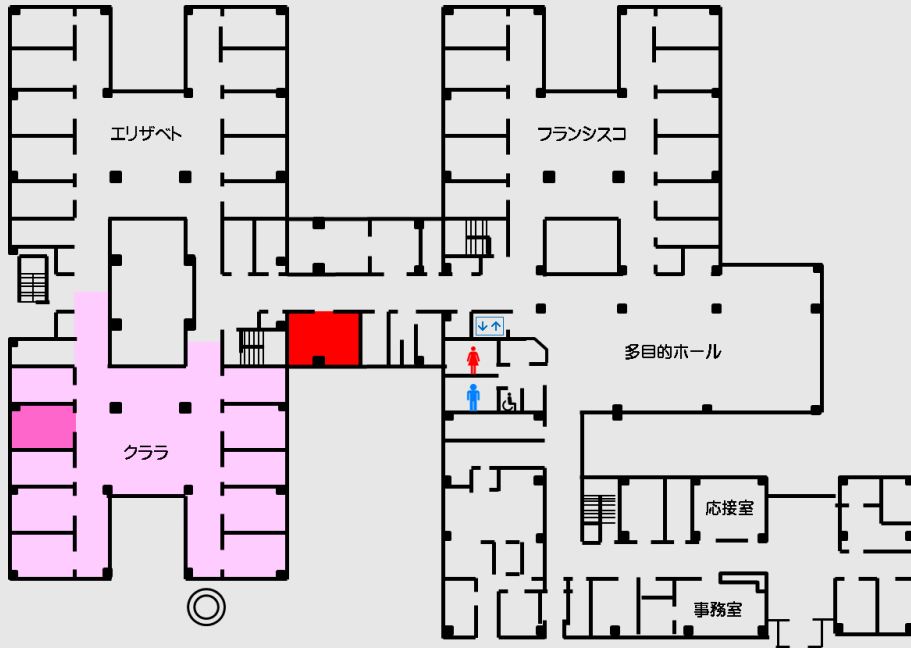 エリザベト
フランシスコ
多目的ホール
クララ
応接室
事務室